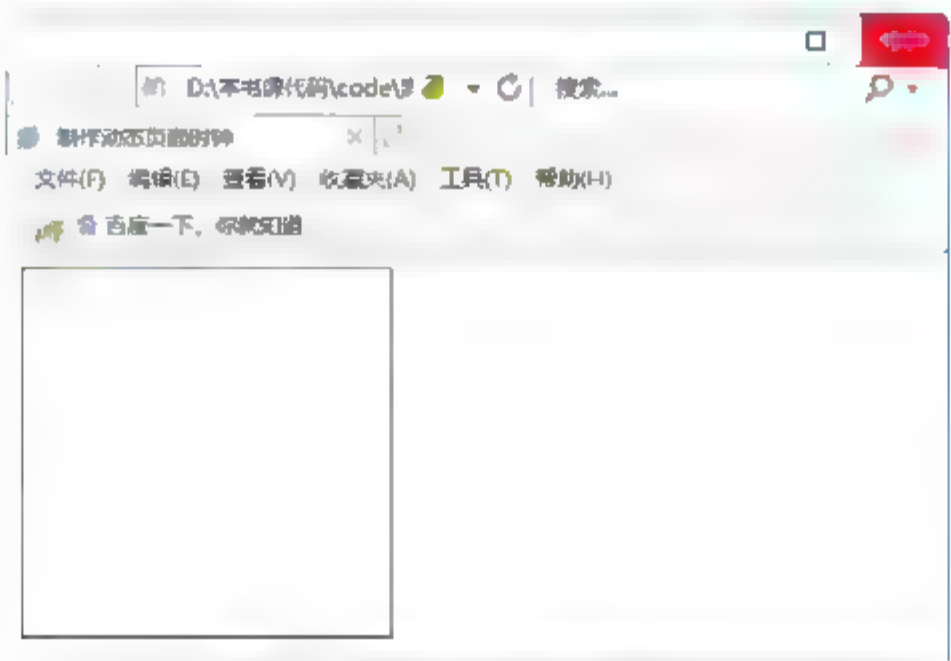 D:\本书源代码\code\ 搜索...
制作动态页面时钟
文件(F) 编辑(E) 查看(V) 收藏夹(A) 工具(T) 帮助(H)
百度一下，你就知道